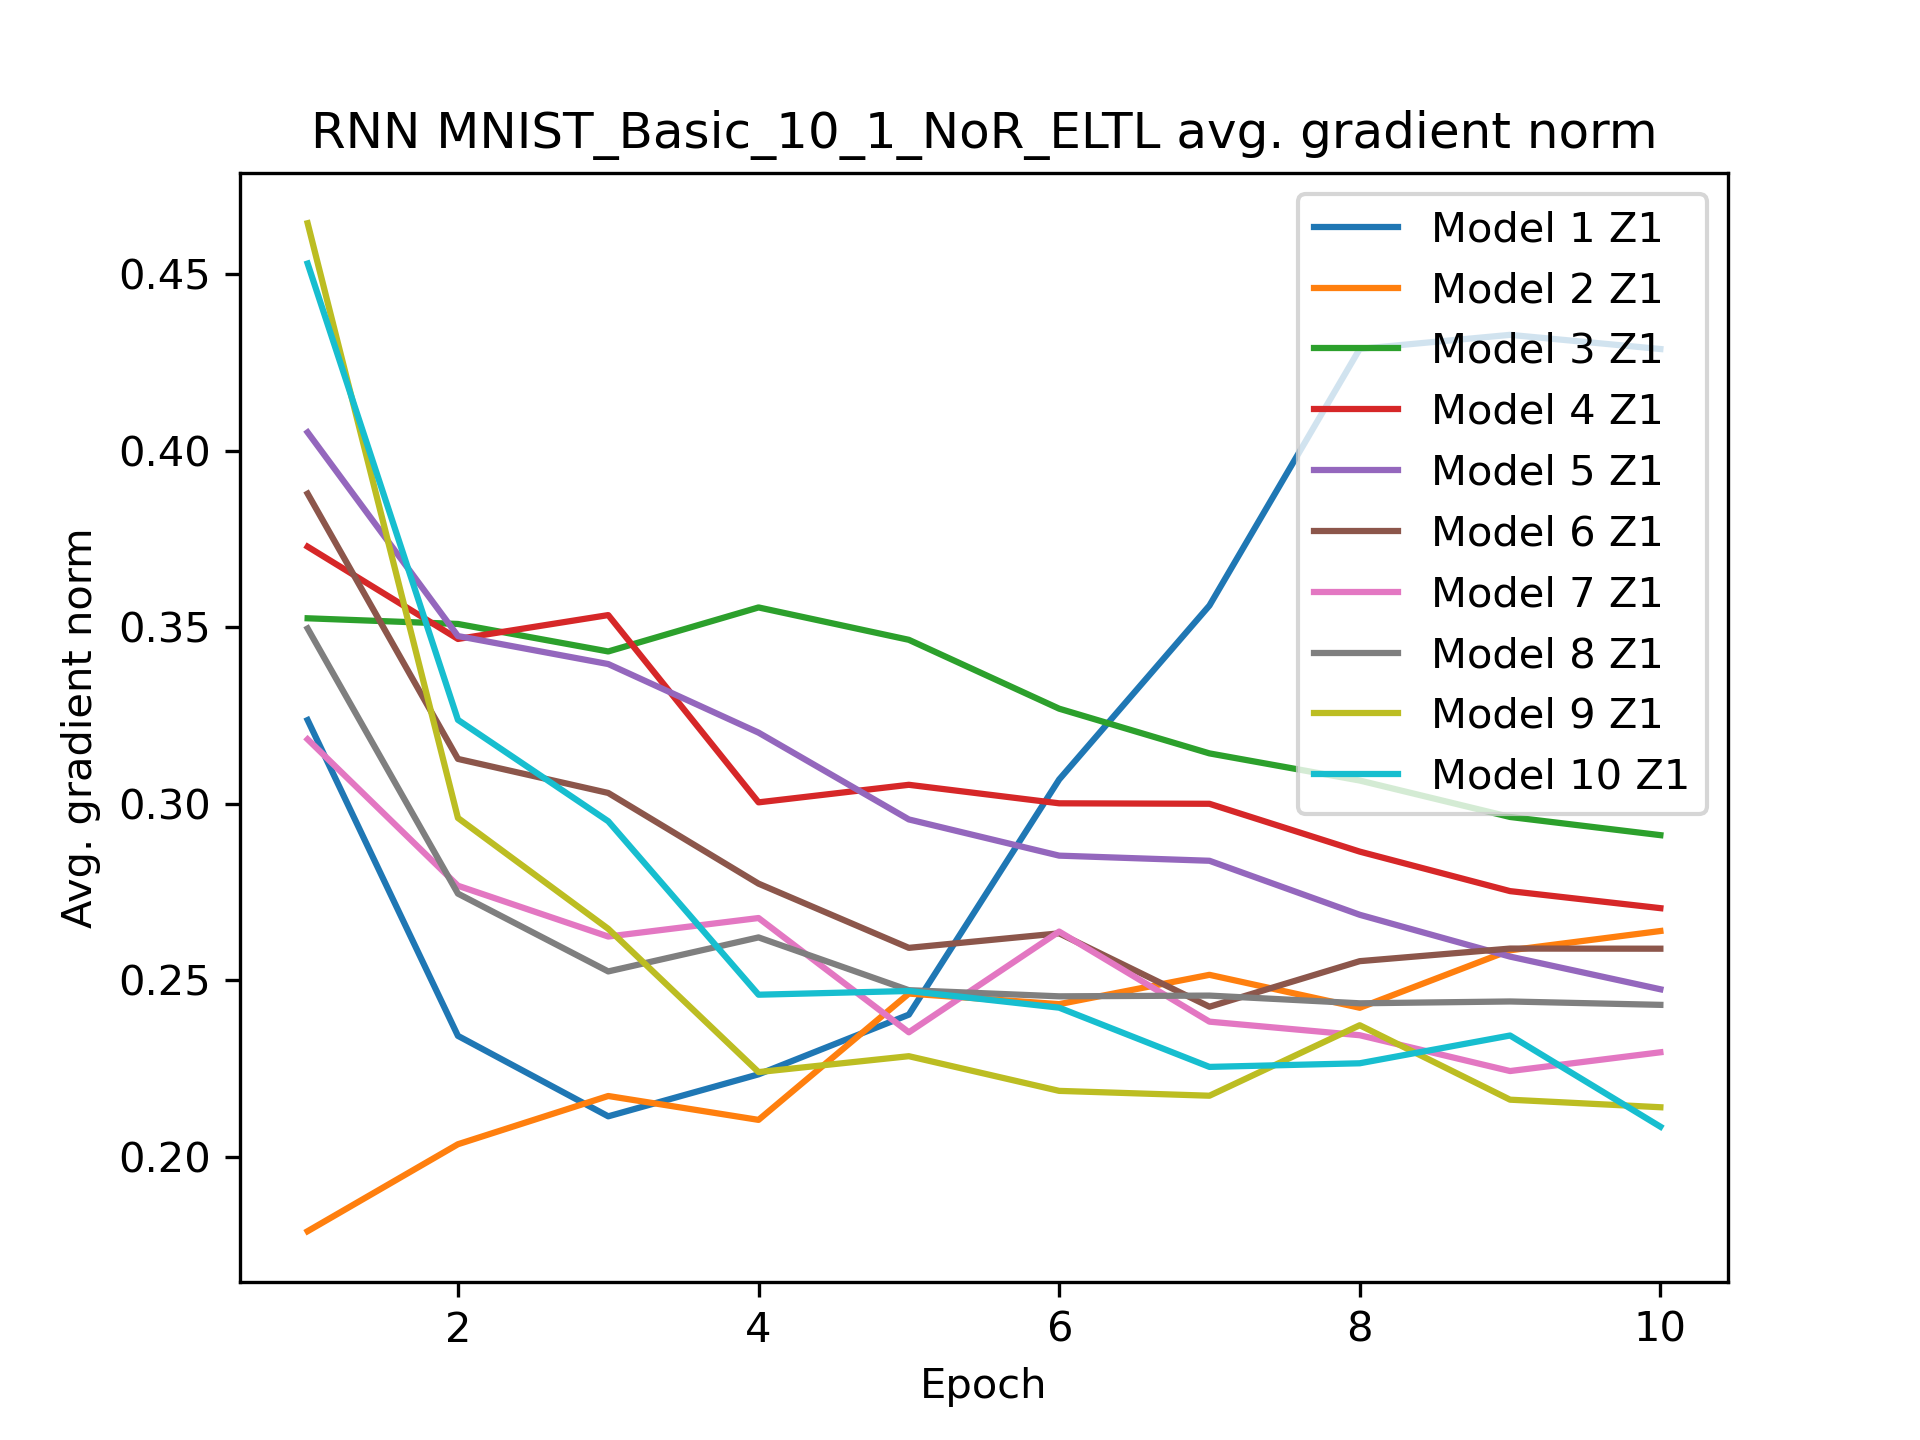 RNN MNIST_Basic_10_1_NoR_ELTL avg. gradient norm
Model 1 Z1
Model 2 Z1
Model 3 Z1
Model 4 Z1
Model 5 Z1
Model 6 Z1
Model 7 Z1
Model 8 Z1
Model 9 Z1
Model 10 Z1
Avg. gradient norm
0.45
0.40
0.35
0.30
0.25
0.20
2 4 6 8 10
Epoch